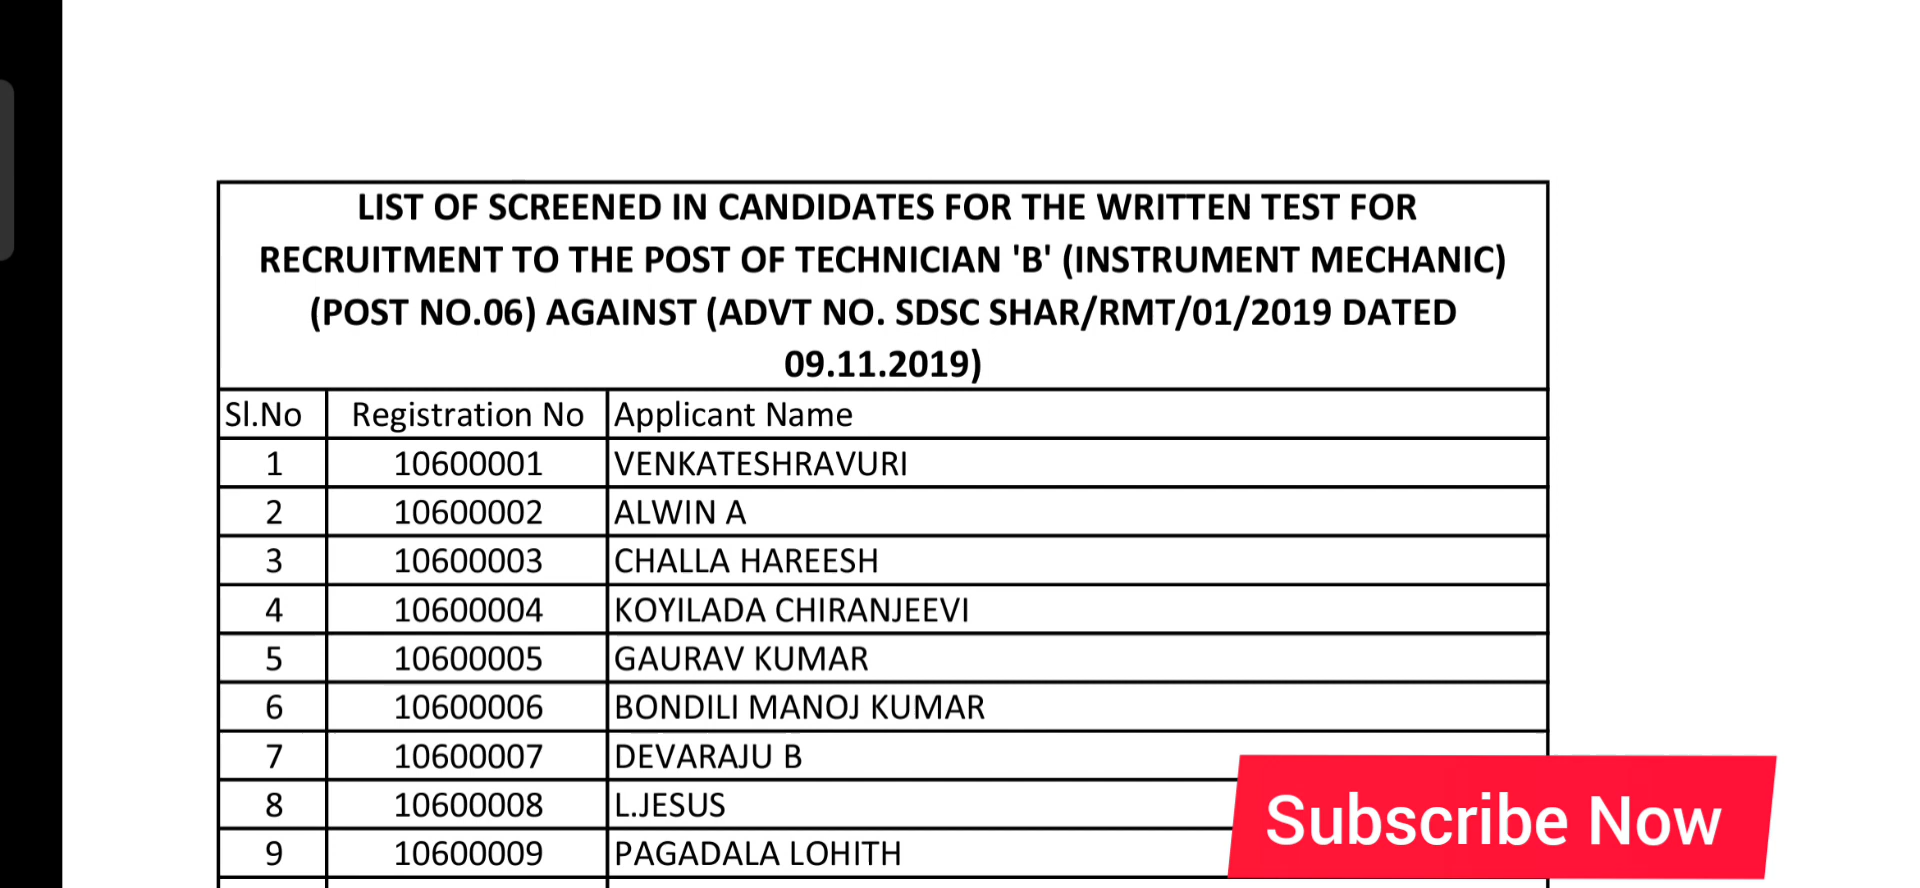 LIST OF SCREENED IN CANDIDATES FOR THE WRITTEN TEST FOR
RECRUITMENT TO THE POST OF TECHNICIAN 'B' (INSTRUMENT MECHANIC)
(POST NO.06) AGAINST (ADVT NO. SDSC SHAR/RMT/01/2019 DATED
09.11.2019)
Sl.No Registration No Applicant Name
1 10600001 VENKATESHRAVURI
2 10600002 ALWIN A
3 10600003 CHALLA HAREESH
4 10600004 KOYILADA CHIRANJEEVI
5 10600005 GAURAV KUMAR
6 10600006 BONDILI MANOJ KUMAR
7 10600007 DEVARAJU B
8 10600008 L.JESUS
9 10600009 PAGADALA LOHITH
Subscribe Now